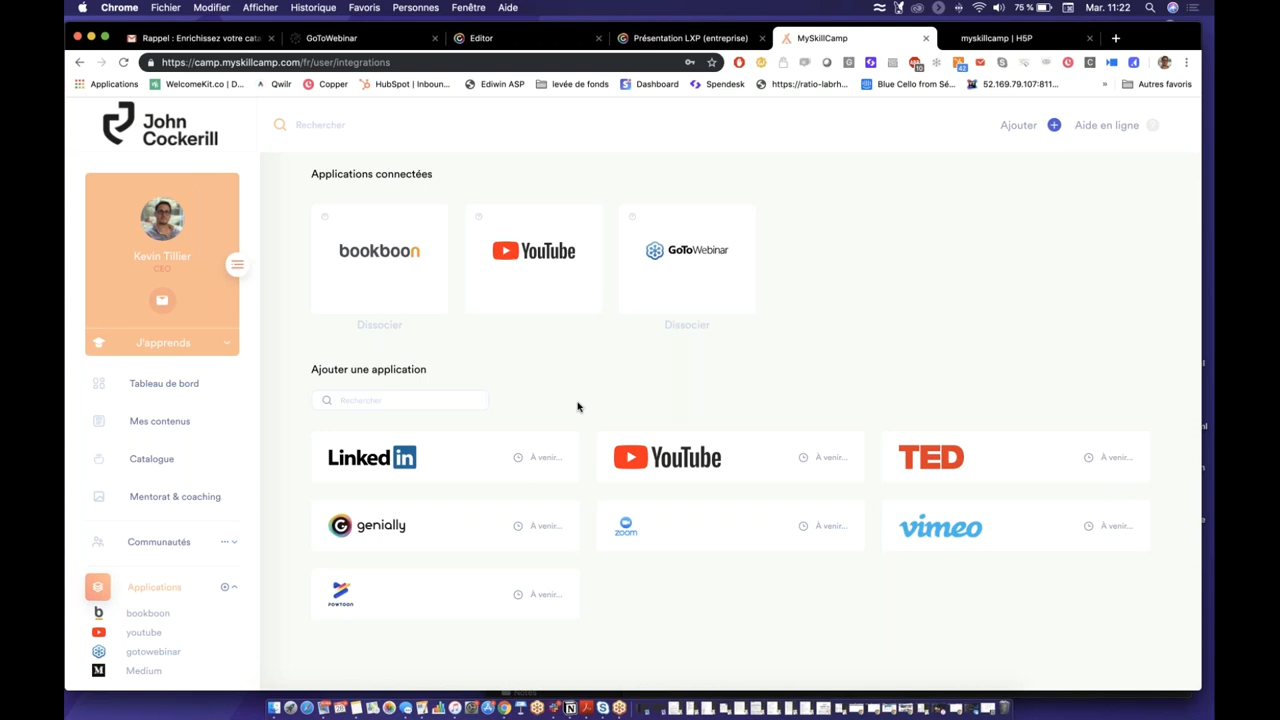 Chrome Fichier Modifier Afficher Historique Favoris Personnes Fenêtre Aide 75 % Mar. 11:22
Rappel : Enrichissez votre cata GoToWebinar Editor Présentation LXP (entreprise) MySkillCamp myskillcamp | H5P
https://camp.myskillcamp.com/fr/user/integrations
Applications WelcomeKit.co | D... Qwilr Copper HubSpot | Inboun... Ediwin ASP levée de fonds Dashboard Spendesk https://ratio-labrh... Blue Cello from Sé... 52.169.79.107:811... » Autres favoris
John
Cockerill
Rechercher
Ajouter
Aide en ligne
Kevin Tillier
CEO
J'apprends
Tableau de bord
Mes contenus
Catalogue
Mentorat & coaching
Communautés
Applications
bookboon
youtube
gotowebinar
Medium
Applications connectées
bookboon
YouTube
GoToWebinar
Dissocier
Dissocier
Ajouter une application
Rechercher
Linked in À venir...
YouTube À venir...
TED À venir...
genially À venir...
zoom À venir...
vimeo À venir...
POWTOON À venir...
Notes